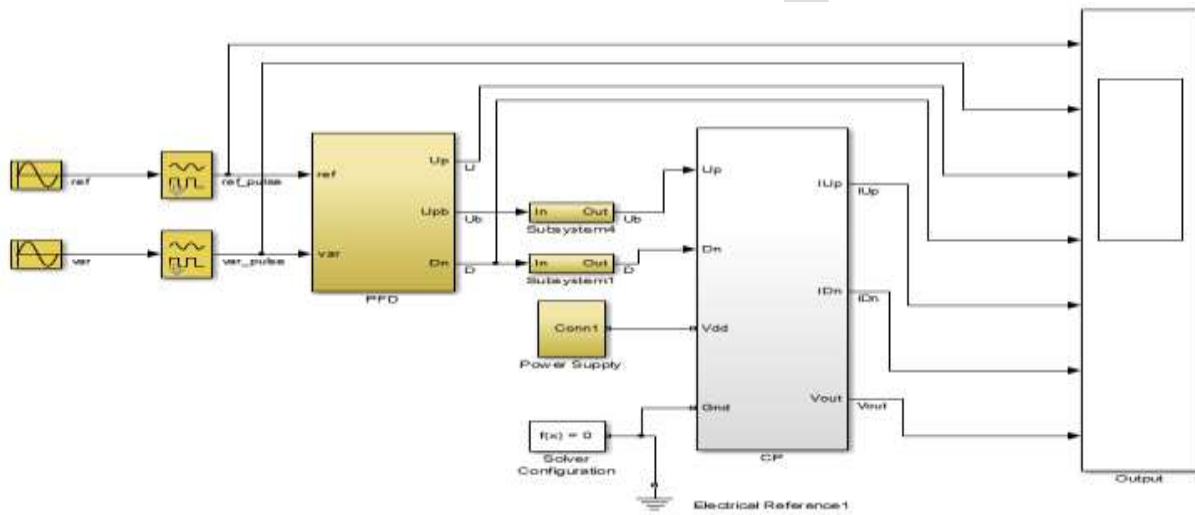 ref
ref_pulse
var
var_pulse
ref
var
Up
Upb
Dn
PFD
U
Ub
D
In Out
Subsystem4
Ub
In Out
Subsystem1
D
Conn1
Power Supply
f(x) = 0
Solver
Configuration
Electrical Reference1
Up
Dn
Vdd
Gnd
IUp
IDn
Vout
CP
IUp
IDn
Vout
Output